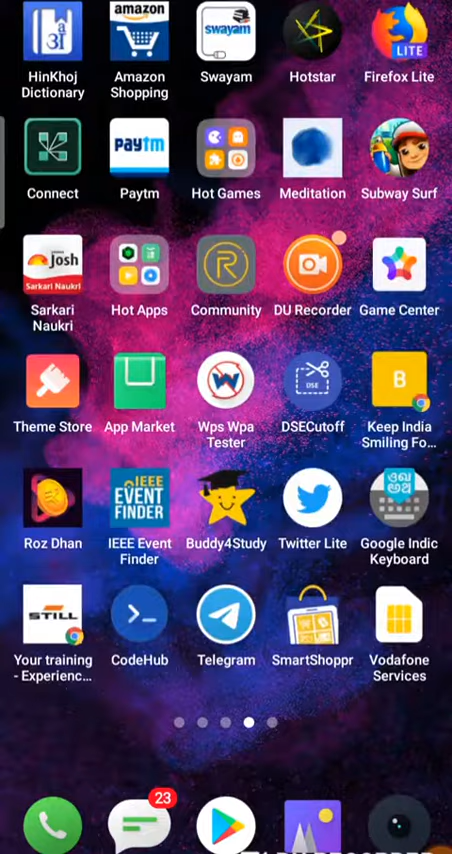 अ
अा
amazon
swayam
LITE
HinKhoj
Dictionary
Amazon
Shopping
Swayam
Hotstar
Firefox Lite
paytm
Connect
Paytm
Hot Games
Meditation
Subway Surf
josh
Sarkari Naukri
R
Sarkari
Naukri
Hot Apps
Community
DU Recorder
Game Center
W
DSE
B
Theme Store
App Market
Wps Wpa
Tester
DSECutoff
Keep India
Smiling Fo...
IEEE
EVENT
FINDER
Roz Dhan
IEEE Event
Finder
Buddy4Study
Twitter Lite
Google Indic
Keyboard
STILL
Your training
- Experienc...
CodeHub
Telegram
SmartShoppr
Vodafone
Services
23